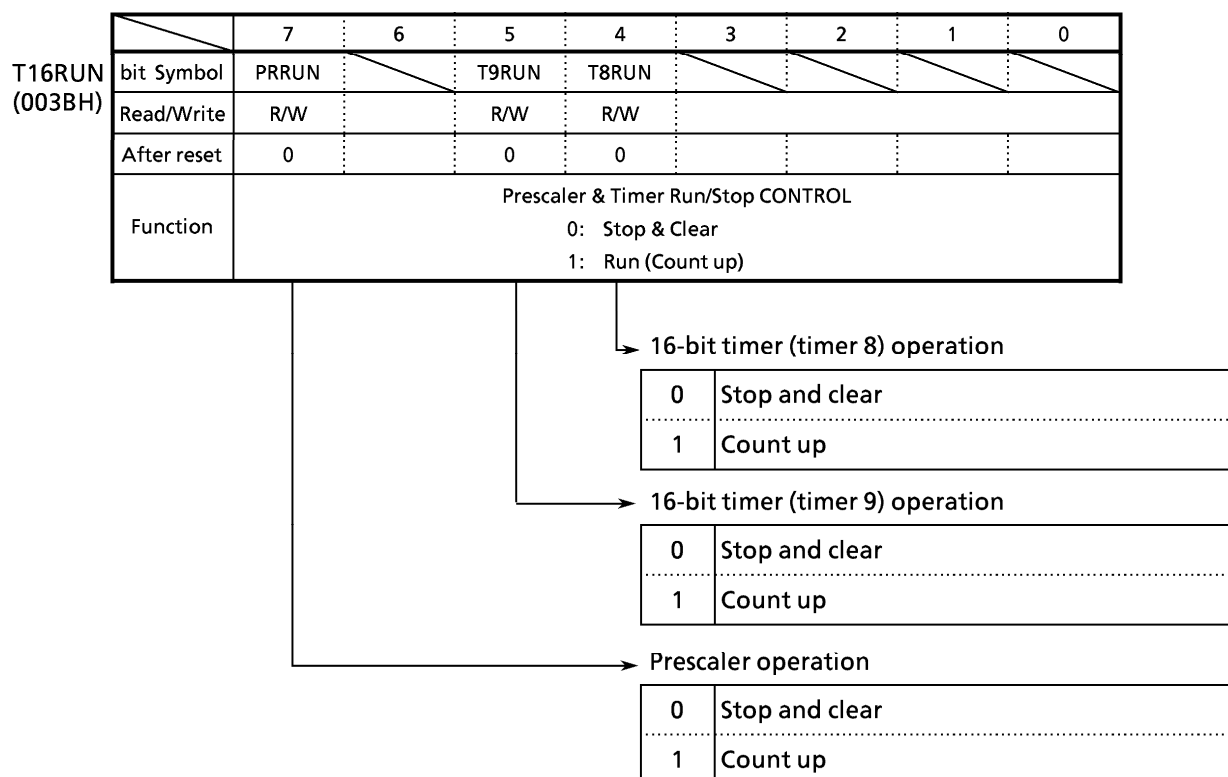 7 6 5 4 3 2 1 0
T16RUN
(003BH)
bit Symbol PRRUN T9RUN T8RUN
Read/Write R/W R/W R/W
After reset 0 0 0
Function
Prescaler & Timer Run/Stop CONTROL
0: Stop & Clear
1: Run (Count up)
16-bit timer (timer 8) operation
0 Stop and clear
1 Count up
16-bit timer (timer 9) operation
0 Stop and clear
1 Count up
Prescaler operation
0 Stop and clear
1 Count up